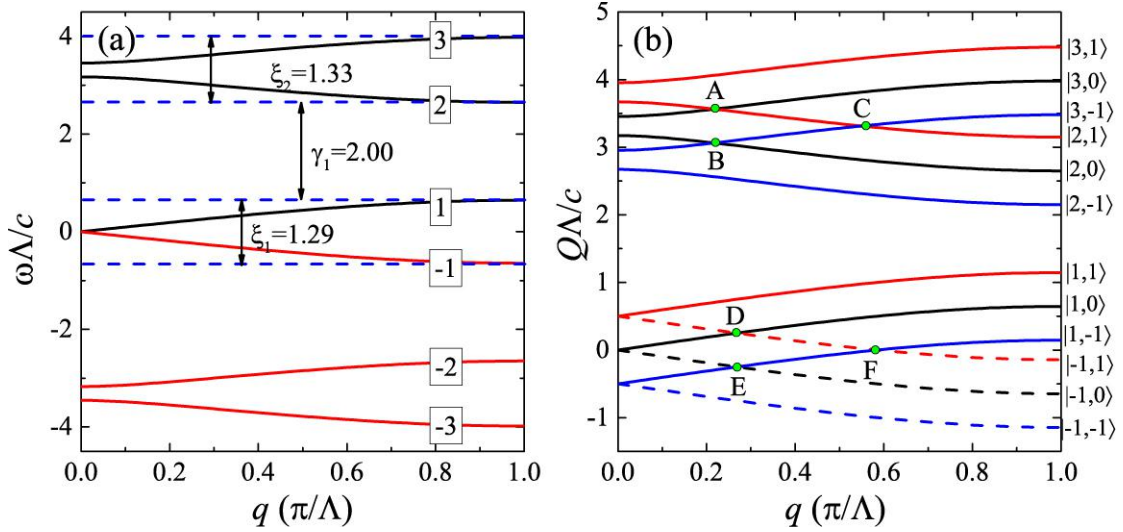 (a)
4
2
0
-2
-4
ωΛ/c
ξ₂=1.33
γ₁=2.00
ξ₁=1.29
3
2
1
-1
-2
-3
0.0 0.2 0.4 0.6 0.8 1.0
q (π/Λ)
(b)
5
4
3
2
1
0
-1
QΛ/c
A
B
C
D
E
F
|3,1⟩
|3,0⟩
|3,-1⟩
|2,1⟩
|2,0⟩
|2,-1⟩
|1,1⟩
|1,0⟩
|1,-1⟩
|-1,1⟩
|-1,0⟩
|-1,-1⟩
0.0 0.2 0.4 0.6 0.8 1.0
q (π/Λ)